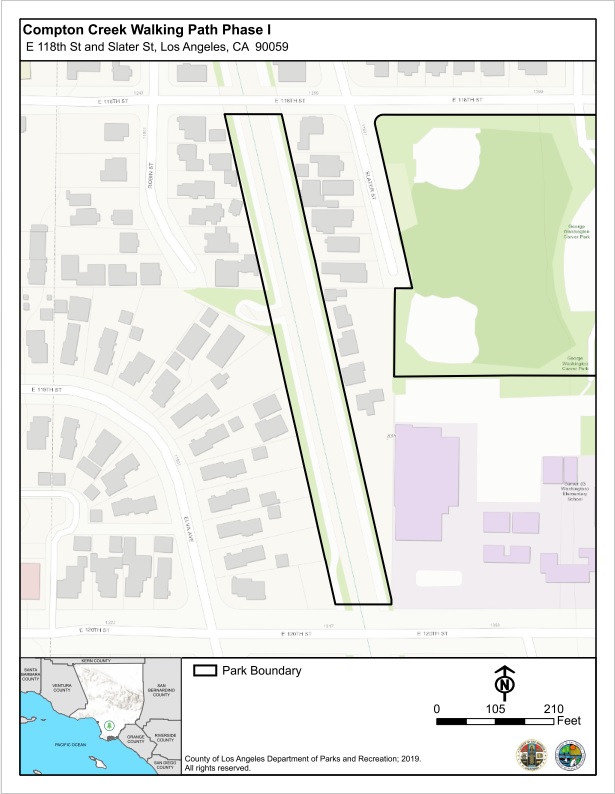 Compton Creek Walking Path Phase I
E 118th St and Slater St, Los Angeles, CA  90059
E 118TH ST
E 118TH ST
E 118TH ST
ROBIN ST
SLATER ST
George
Washington
Carver Park
George
Washington
Carver Park
E 119TH ST
ELVA AVE
Carver (G
Washington)
Elementary
School
E 120TH ST
E 120TH ST
E 120TH ST
KERN COUNTY
SANTA
BARBARA
COUNTY
VENTURA
COUNTY
SAN
BERNARDINO
COUNTY
RIVERSIDE
COUNTY
ORANGE
COUNTY
SAN DIEGO
COUNTY
PACIFIC OCEAN
Park Boundary
N
0 105 210
Feet
County of Los Angeles Department of Parks and Recreation; 2019.
All rights reserved.